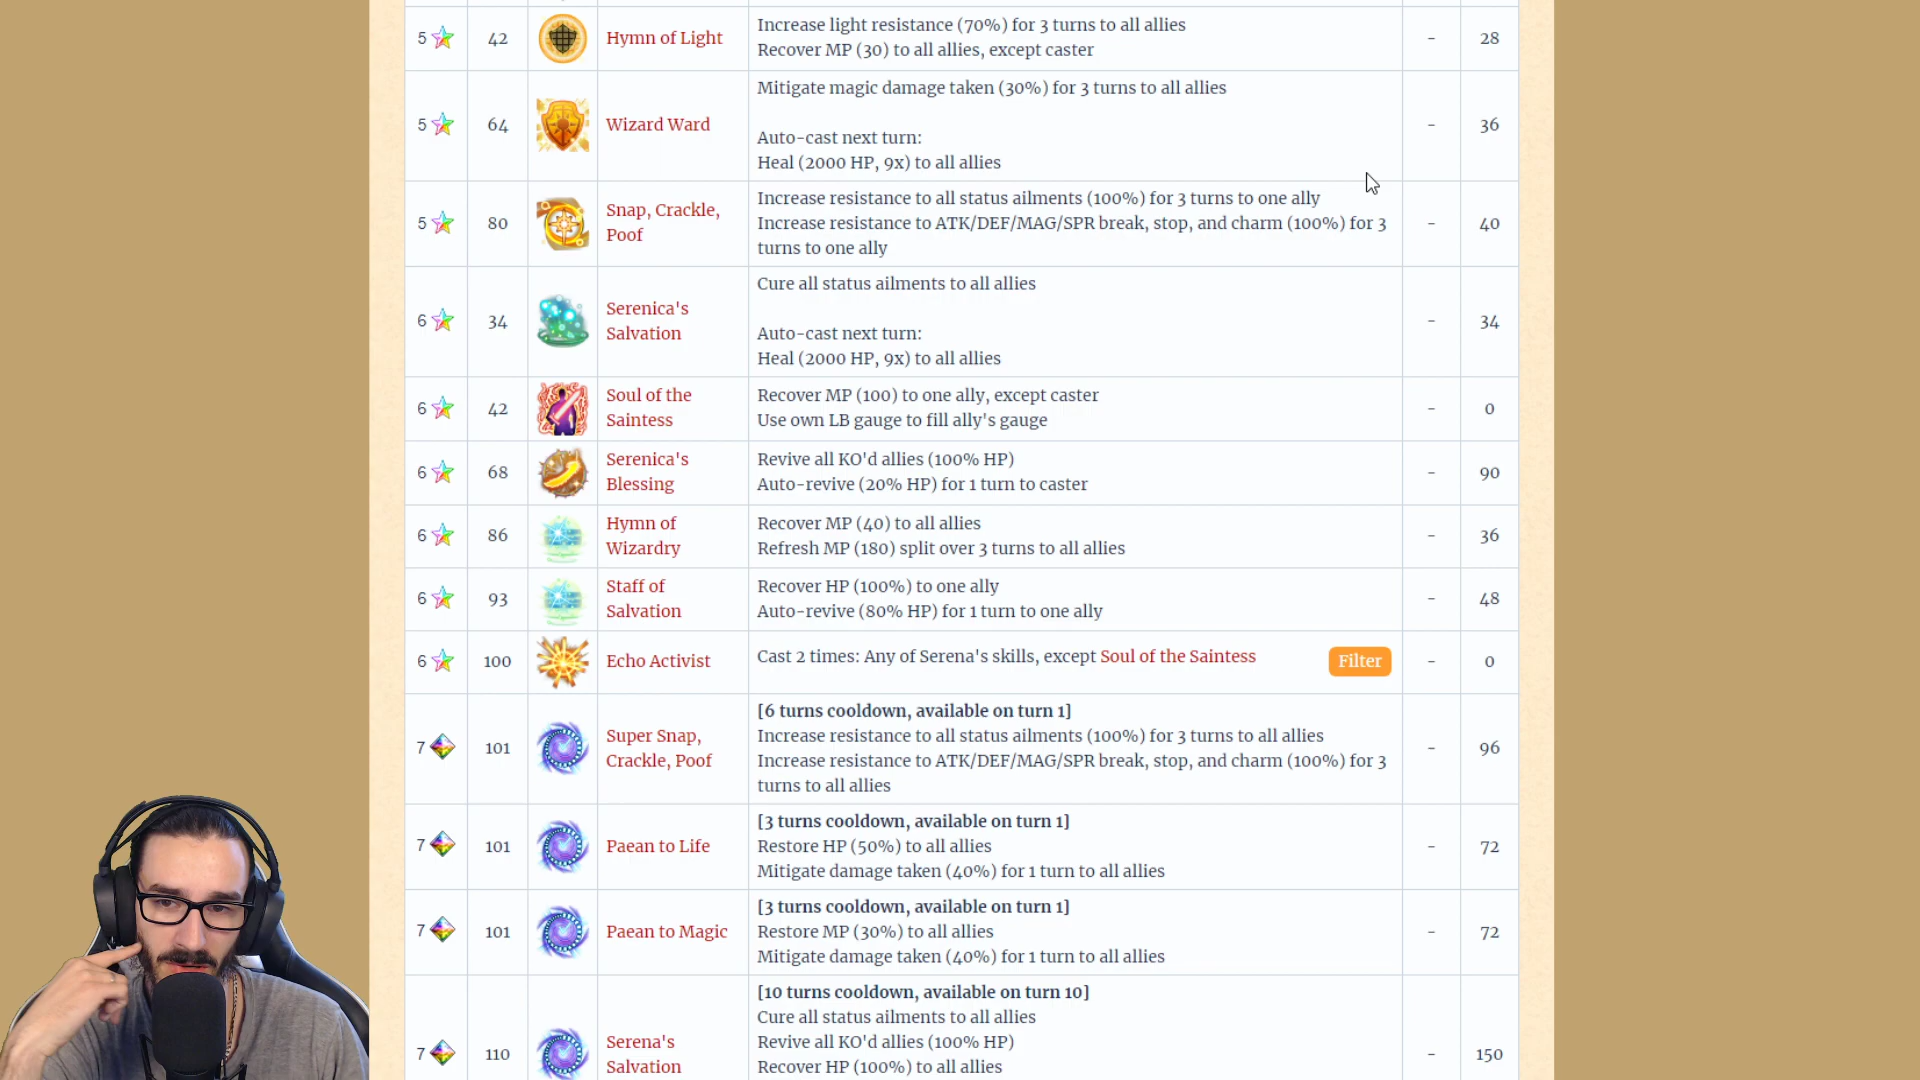 5 42 Hymn of Light
Increase light resistance (70%) for 3 turns to all allies
Recover MP (30) to all allies, except caster
- 28
5 64 Wizard Ward
Mitigate magic damage taken (30%) for 3 turns to all allies
Auto-cast next turn:
Heal (2000 HP, 9x) to all allies
- 36
5 80 Snap, Crackle,
Poof
Increase resistance to all status ailments (100%) for 3 turns to one ally
Increase resistance to ATK/DEF/MAG/SPR break, stop, and charm (100%) for 3
turns to one ally
- 40
6 34 Serenica's
Salvation
Cure all status ailments to all allies
Auto-cast next turn:
Heal (2000 HP, 9x) to all allies
- 34
6 42 Soul of the
Saintess
Recover MP (100) to one ally, except caster
Use own LB gauge to fill ally's gauge
- 0
6 68 Serenica's
Blessing
Revive all KO'd allies (100% HP)
Auto-revive (20% HP) for 1 turn to caster
- 90
6 86 Hymn of
Wizardry
Recover MP (40) to all allies
Refresh MP (180) split over 3 turns to all allies
- 36
6 93 Staff of
Salvation
Recover HP (100%) to one ally
Auto-revive (80% HP) for 1 turn to one ally
- 48
6 100 Echo Activist
Cast 2 times: Any of Serena's skills, except Soul of the Saintess
Filter
- 0
7 101 Super Snap,
Crackle, Poof
[6 turns cooldown, available on turn 1]
Increase resistance to all status ailments (100%) for 3 turns to all allies
Increase resistance to ATK/DEF/MAG/SPR break, stop, and charm (100%) for 3
turns to all allies
- 96
7 101 Paean to Life
[3 turns cooldown, available on turn 1]
Restore HP (50%) to all allies
Mitigate damage taken (40%) for 1 turn to all allies
- 72
7 101 Paean to Magic
[3 turns cooldown, available on turn 1]
Restore MP (30%) to all allies
Mitigate damage taken (40%) for 1 turn to all allies
- 72
7 110 Serena's
Salvation
[10 turns cooldown, available on turn 10]
Cure all status ailments to all allies
Revive all KO'd allies (100% HP)
Recover HP (100%) to all allies
- 150